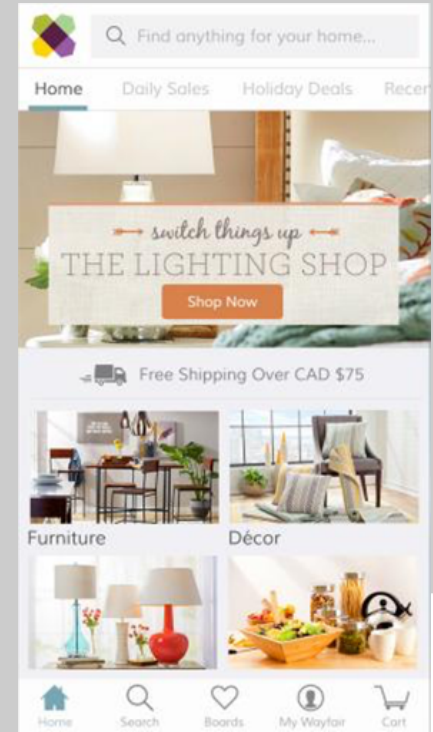 Find anything for your home...
Home Daily Sales Holiday Deals Recen
switch things up
THE LIGHTING SHOP
Shop Now
Free Shipping Over CAD $75
Furniture Décor
Home Search Boards My Wayfair Cart